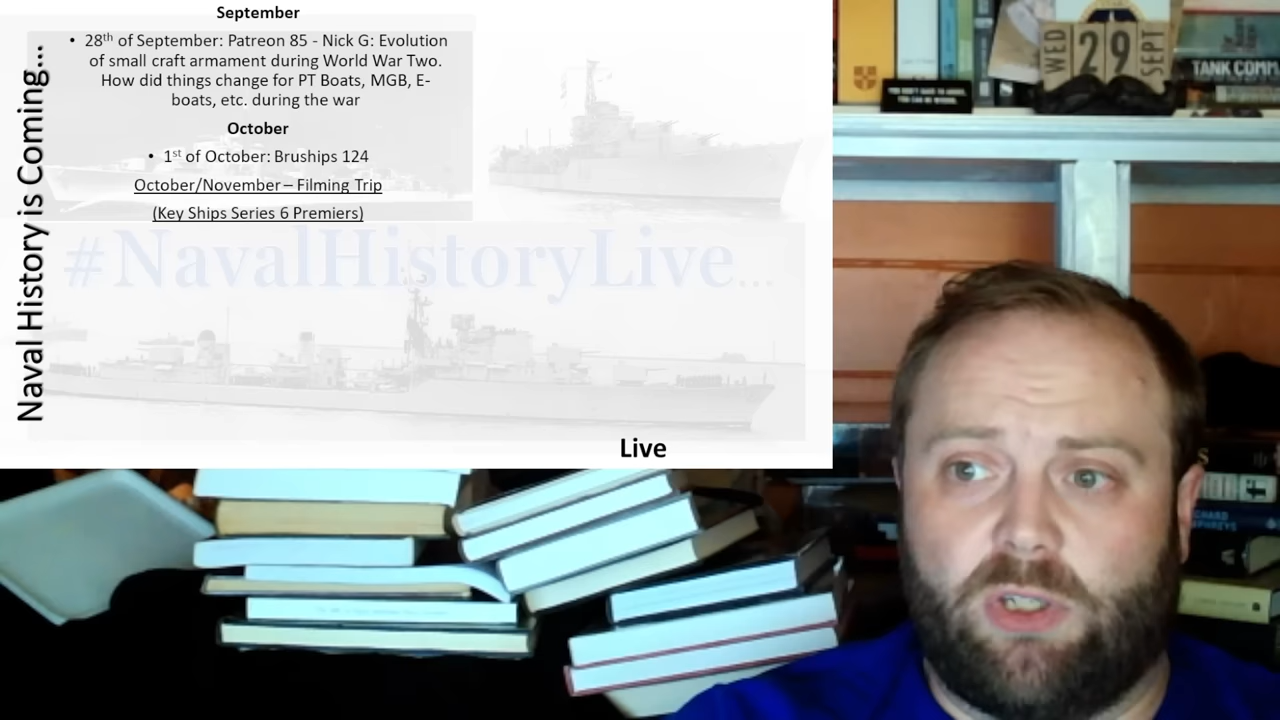 September
• 28th of September: Patreon 85 - Nick G: Evolution
of small craft armament during World War Two.
How did things change for PT Boats, MGB, E-
boats, etc. during the war
October
• 1st of October: Bruships 124
October/November – Filming Trip
(Key Ships Series 6 Premiers)
Naval History is Coming...
#NavalHistoryLive...
Live
WED 29 SEPT
TANK COMM